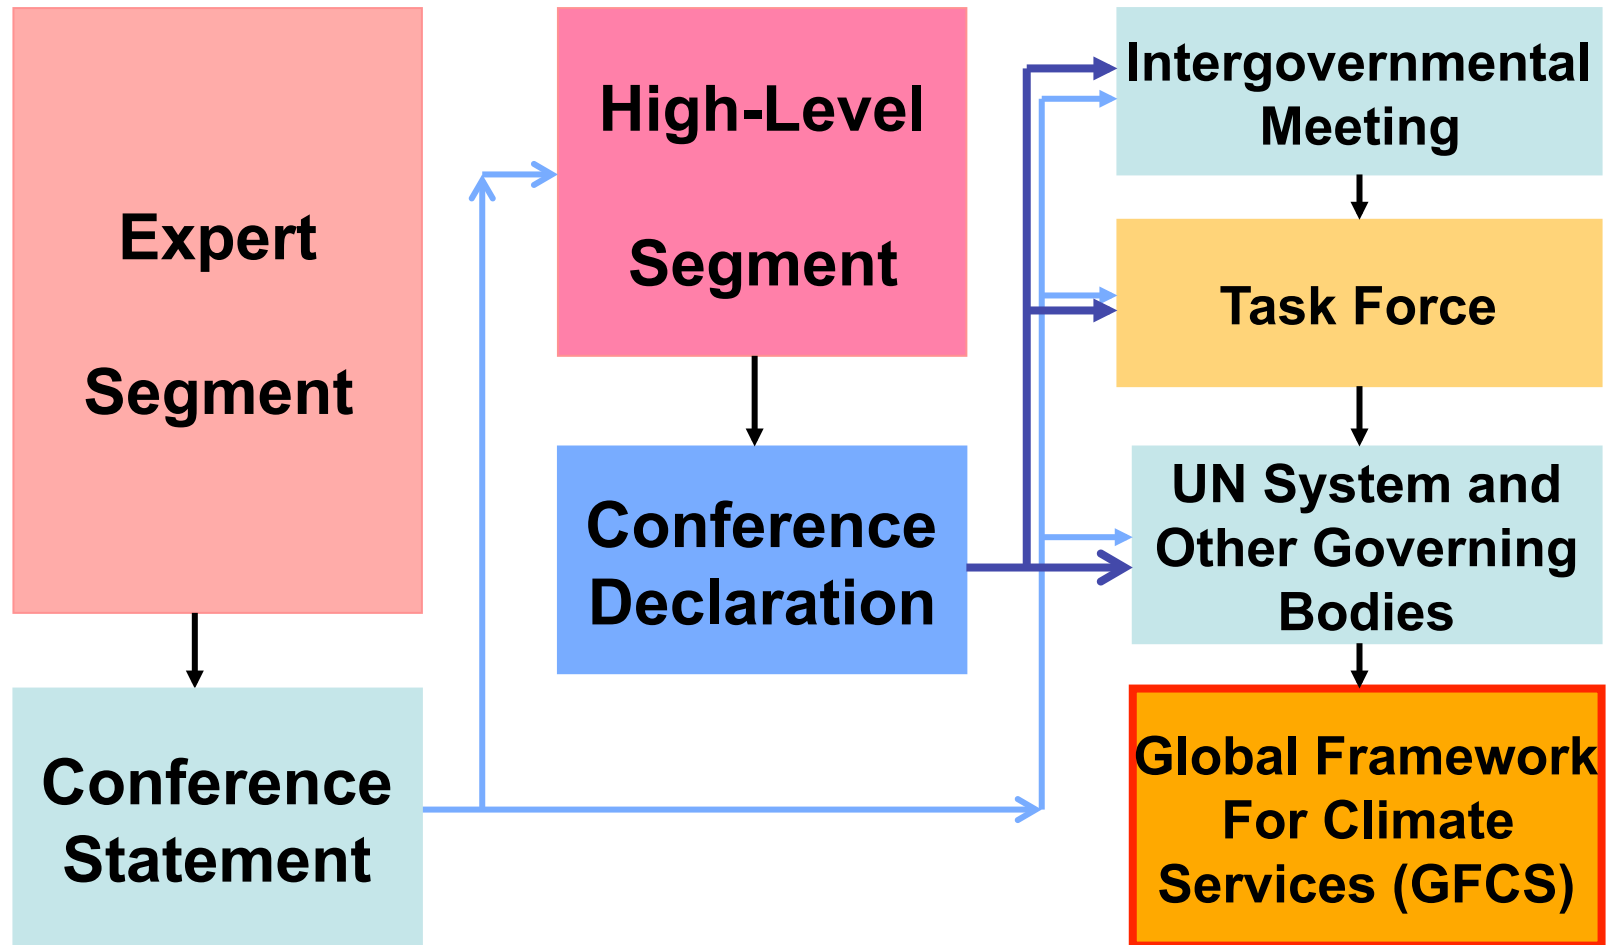 Expert
Segment
Conference
Statement
High-Level
Segment
Conference
Declaration
Intergovernmental
Meeting
Task Force
UN System and
Other Governing
Bodies
Global Framework
For Climate
Services (GFCS)